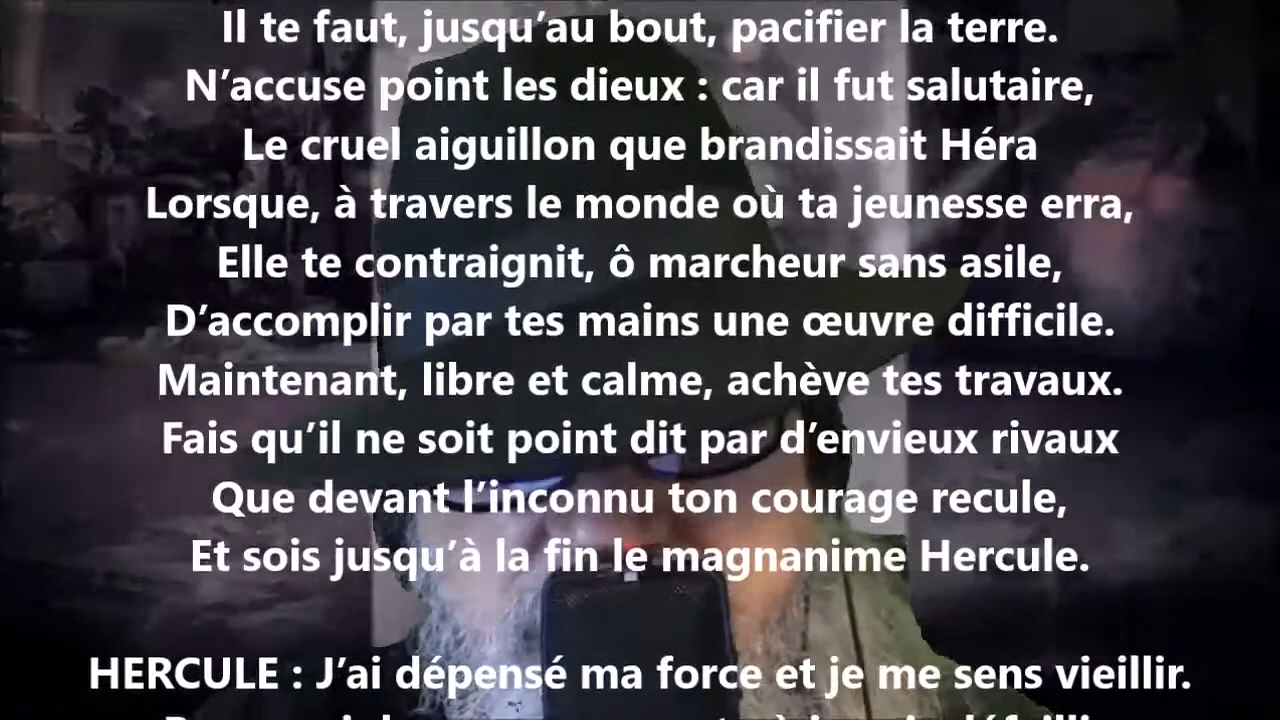 Il te faut, jusqu’au bout, pacifier la terre.
N’accuse point les dieux : car il fut salutaire,
Le cruel aiguillon que brandissait Héra
Lorsque, à travers le monde où ta jeunesse erra,
Elle te contraignit, ô marcheur sans asile,
D’accomplir par tes mains une œuvre difficile.
Maintenant, libre et calme, achève tes travaux.
Fais qu’il ne soit point dit par d’envieux rivaux
Que devant l’inconnu ton courage recule,
Et sois jusqu’à la fin le magnanime Hercule.
HERCULE : J’ai dépensé ma force et je me sens vieillir.